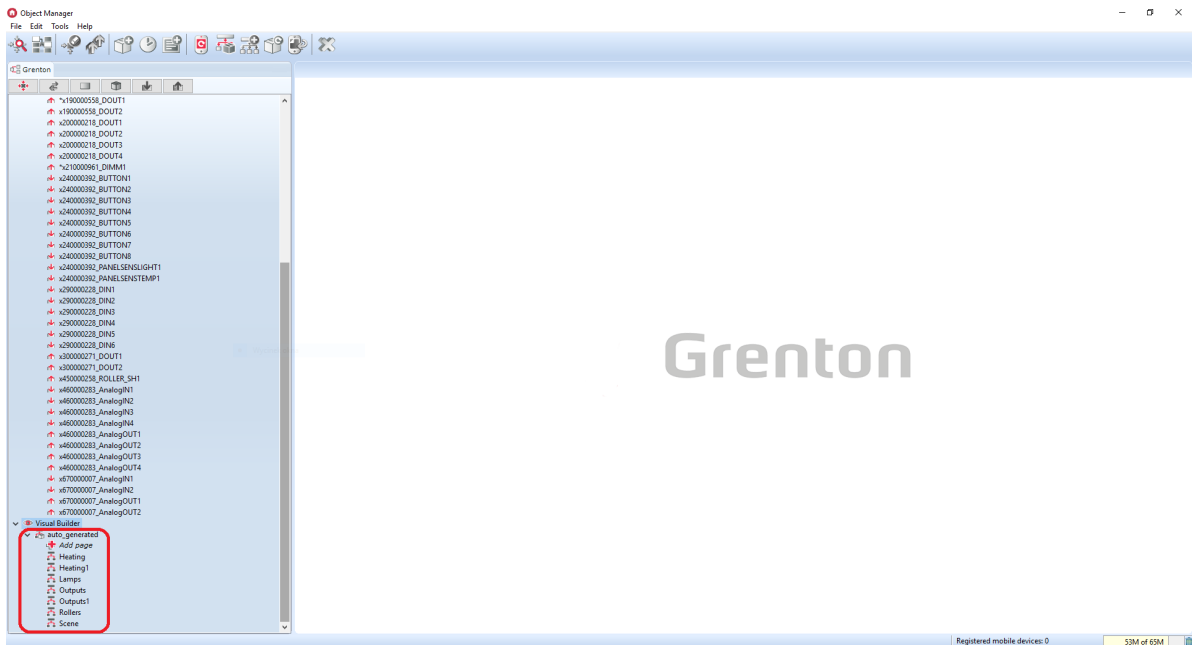 Object Manager
File Edit Tools Help
Grenton
*x190000558_DOUT1
x190000558_DOUT2
x200000218_DOUT1
x200000218_DOUT2
x200000218_DOUT3
x200000218_DOUT4
*x210000961_DIMM1
x240000392_BUTTON1
x240000392_BUTTON2
x240000392_BUTTON3
x240000392_BUTTON4
x240000392_BUTTON5
x240000392_BUTTON6
x240000392_BUTTON7
x240000392_BUTTON8
x240000392_PANELSENSLIGHT1
x240000392_PANELSENSTEMP1
x290000228_DIN1
x290000228_DIN2
x290000228_DIN3
x290000228_DIN4
x290000228_DIN5
x290000228_DIN6
x300000271_DOUT1
x300000271_DOUT2
x450000258_ROLLER_SH1
x460000283_AnalogIN1
x460000283_AnalogIN2
x460000283_AnalogIN3
x460000283_AnalogIN4
x460000283_AnalogOUT1
x460000283_AnalogOUT2
x460000283_AnalogOUT3
x460000283_AnalogOUT4
x670000007_AnalogIN1
x670000007_AnalogIN2
x670000007_AnalogOUT1
x670000007_AnalogOUT2
Visual Builder
auto_generated
Add page
Heating
Heating1
Lamps
Outputs
Outputs1
Rollers
Scene
Grenton
Registered mobile devices: 0
53M of 65M